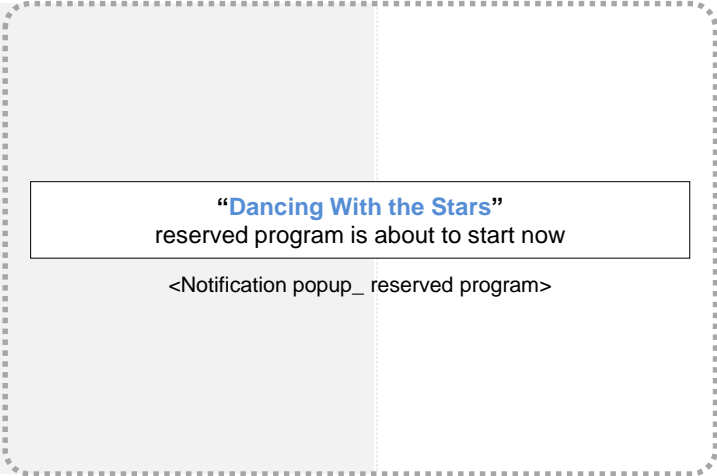 “Dancing With the Stars”
reserved program is about to start now
<Notification popup_ reserved program>